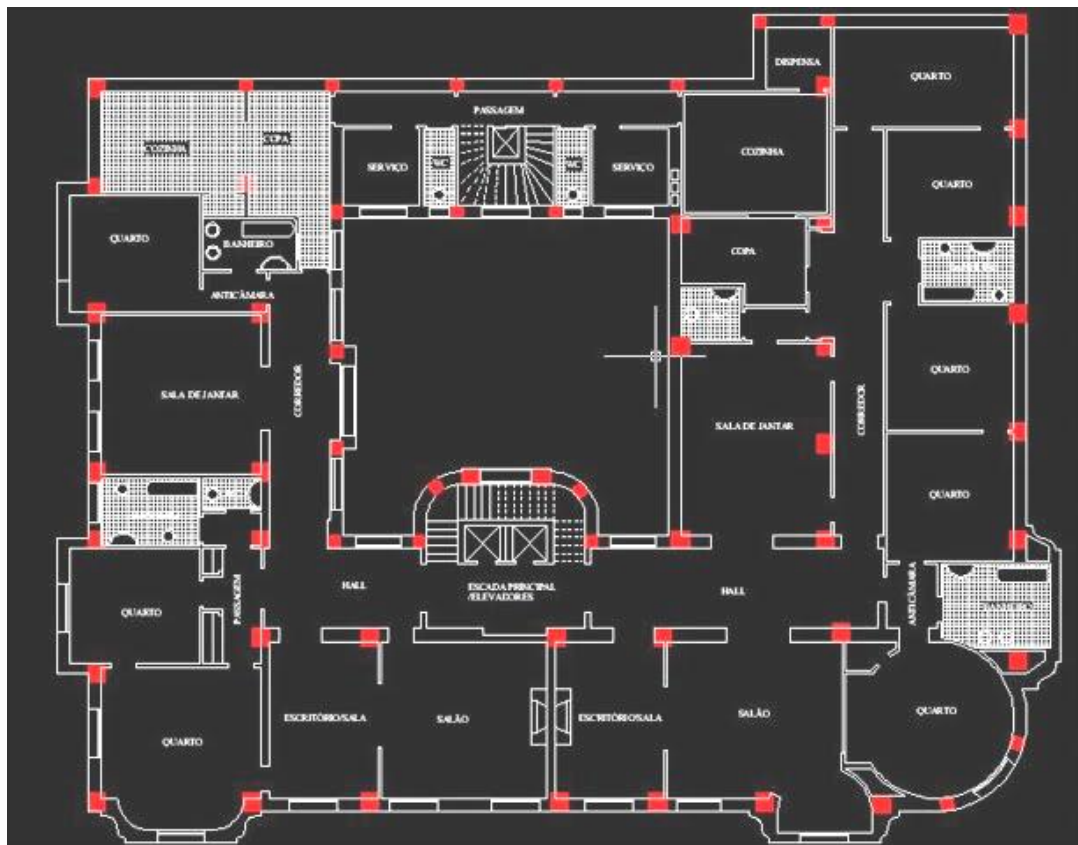 DISPENSA
QUARTO
PASSAGEM
COPA
COZINHA
COZINHA
SERVIÇO
WC
WC
SERVIÇO
QUARTO
QUARTO
BANHEIRO
COPA
ANTICÂMARA
QUARTO
SALA DE JANTAR
CORREDOR
CORREDOR
SALA DE JANTAR
QUARTO
HALL
ESCADA PRINCIPAL
/ELEVADORES
HALL
ANTICÂMARA
BANHEIRO
QUARTO
PASSAGEM
QUARTO
ESCRITÓRIO/SALA
SALÃO
ESCRITÓRIO/SALA
SALÃO
QUARTO
QUARTO